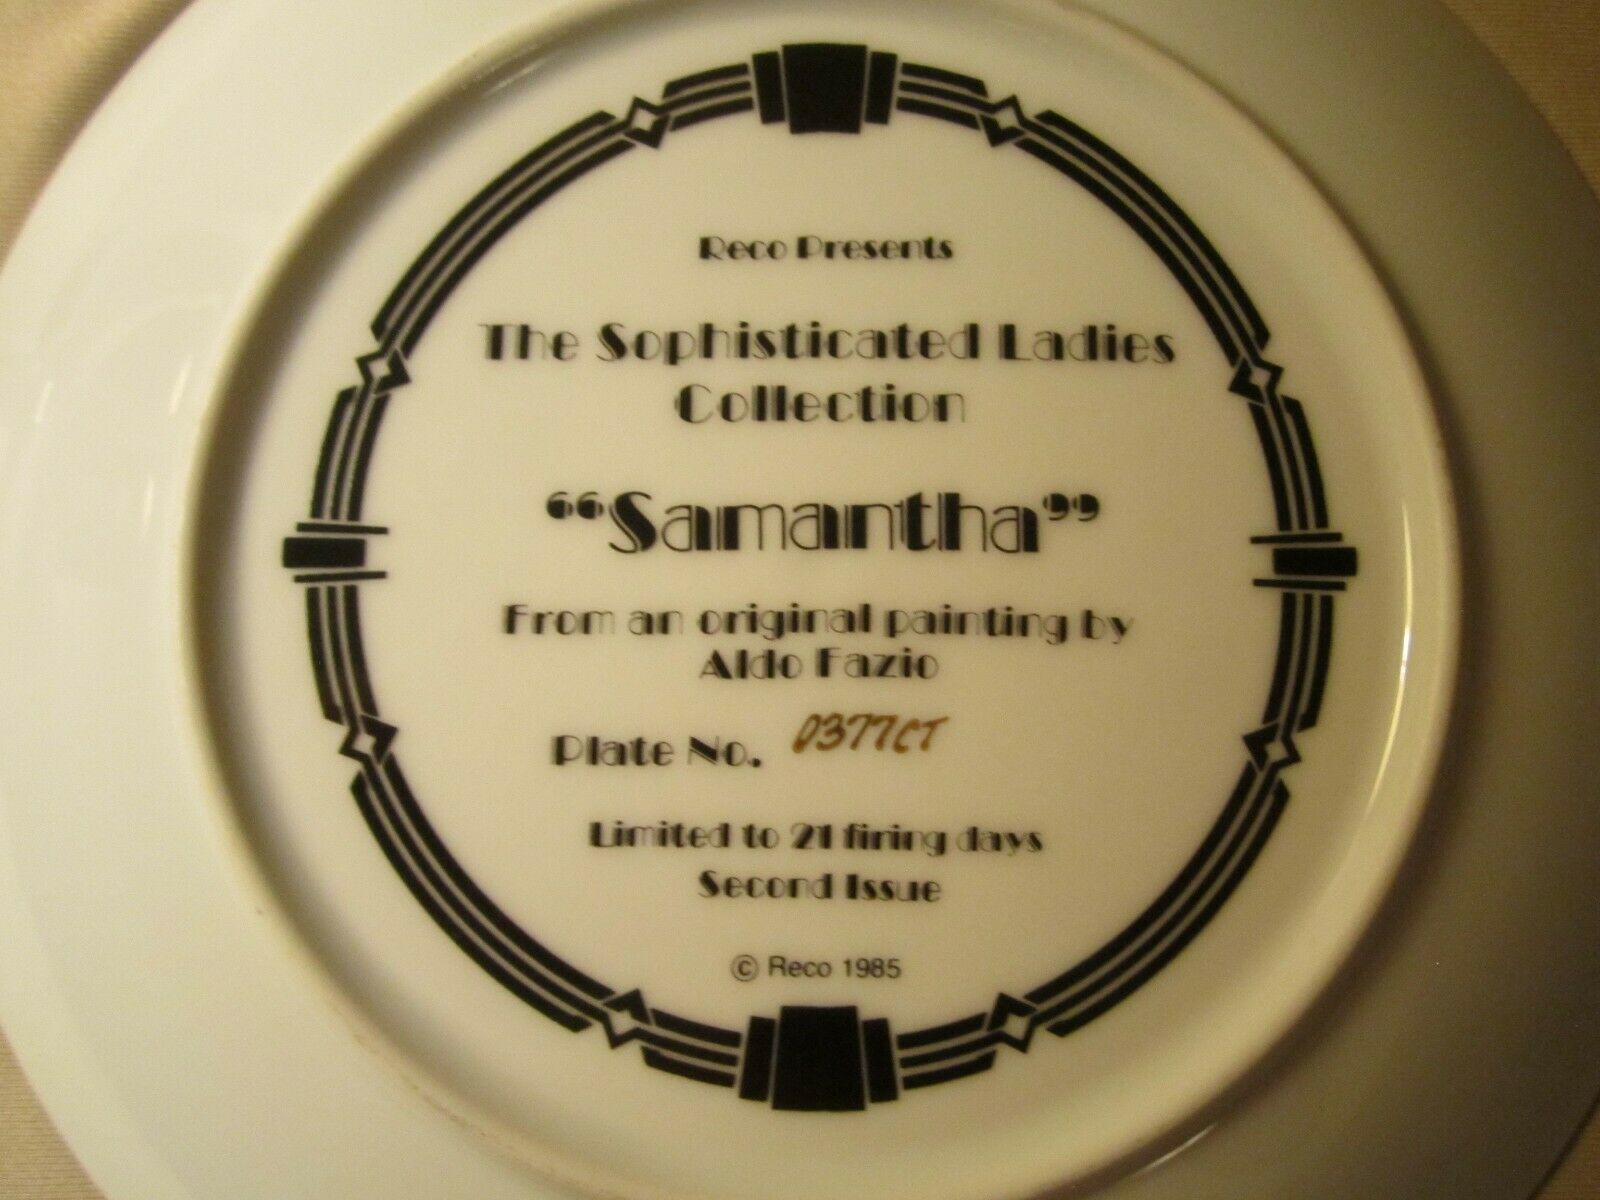 Reco Presents
The Sophisticated Ladies
Collection
“Samantha”
From an original painting by
Aldo Fazio
Plate No. D377CT
Limited to 21 firing days
Second Issue
© Reco 1985